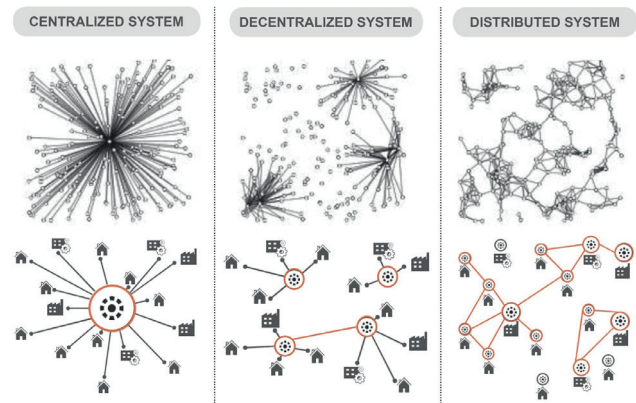 CENTRALIZED SYSTEM
DECENTRALIZED SYSTEM
DISTRIBUTED SYSTEM